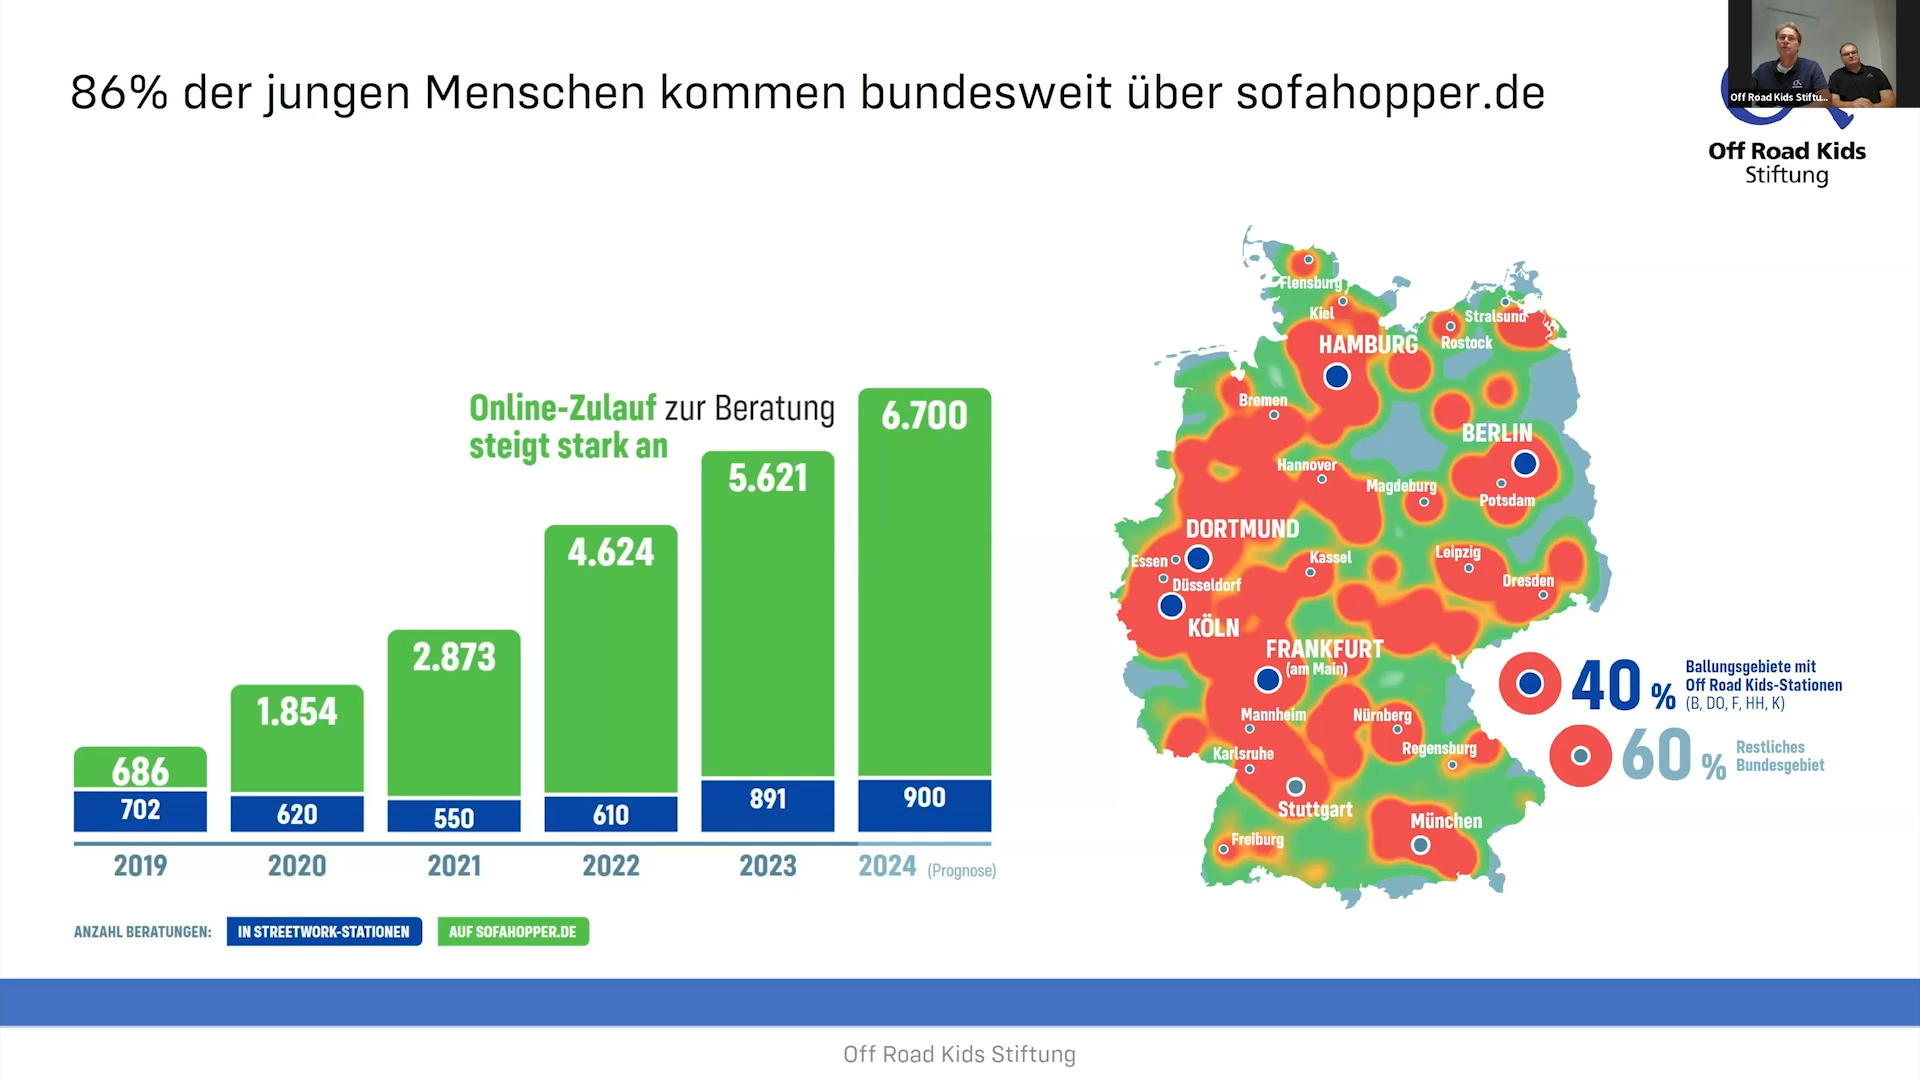 86% der jungen Menschen kommen bundesweit über sofahopper.de
Off Road Kids Stiftu...
Off Road Kids
Stiftung
Online-Zulauf zur Beratung
steigt stark an
686
702
1.854
620
2.873
550
4.624
610
5.621
891
6.700
900
2019
2020
2021
2022
2023
2024 (Prognose)
ANZAHL BERATUNGEN:
IN STREETWORK-STATIONEN
AUF SOFAHOPPER.DE
Flensburg
Kiel
Stralsund
HAMBURG
Rostock
Bremen
BERLIN
Hannover
Magdeburg
Potsdam
DORTMUND
Essen
Kassel
Leipzig
Düsseldorf
Dresden
KÖLN
FRANKFURT
(am Main)
Mannheim
Nürnberg
Karlsruhe
Regensburg
Stuttgart
München
Freiburg
40 %
Ballungsgebiete mit
Off Road Kids-Stationen
(B, DO, F, HH, K)
60 %
Restliches
Bundesgebiet
Off Road Kids Stiftung